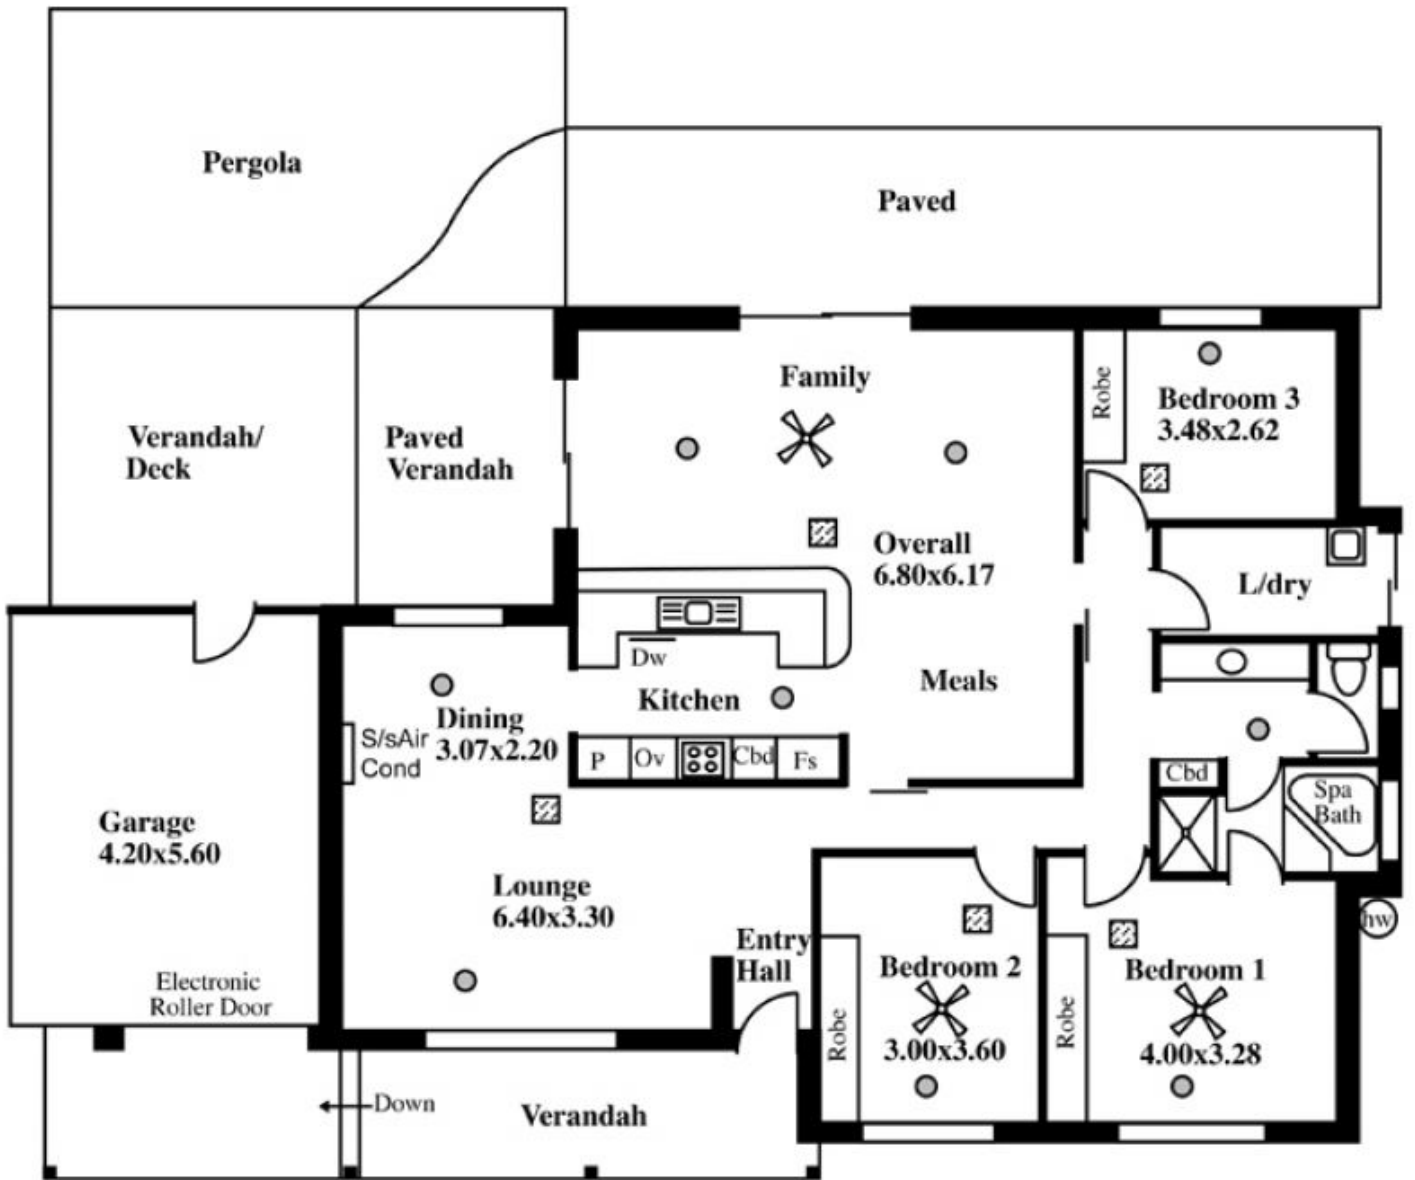 Pergola
Paved
Family
Robe
Bedroom 3
3.48x2.62
Verandah/
Deck
Paved
Verandah
Overall
6.80x6.17
L/dry
Dw
Kitchen
Meals
Dining
3.07x2.20
S/sAir
Cond
P
Ov
Cbd
Fs
Cbd
Spa
Bath
Garage
4.20x5.60
Lounge
6.40x3.30
Entry
Hall
hw
Electronic
Roller Door
Bedroom 2
3.00x3.60
Robe
Bedroom 1
4.00x3.28
Robe
Down
Verandah